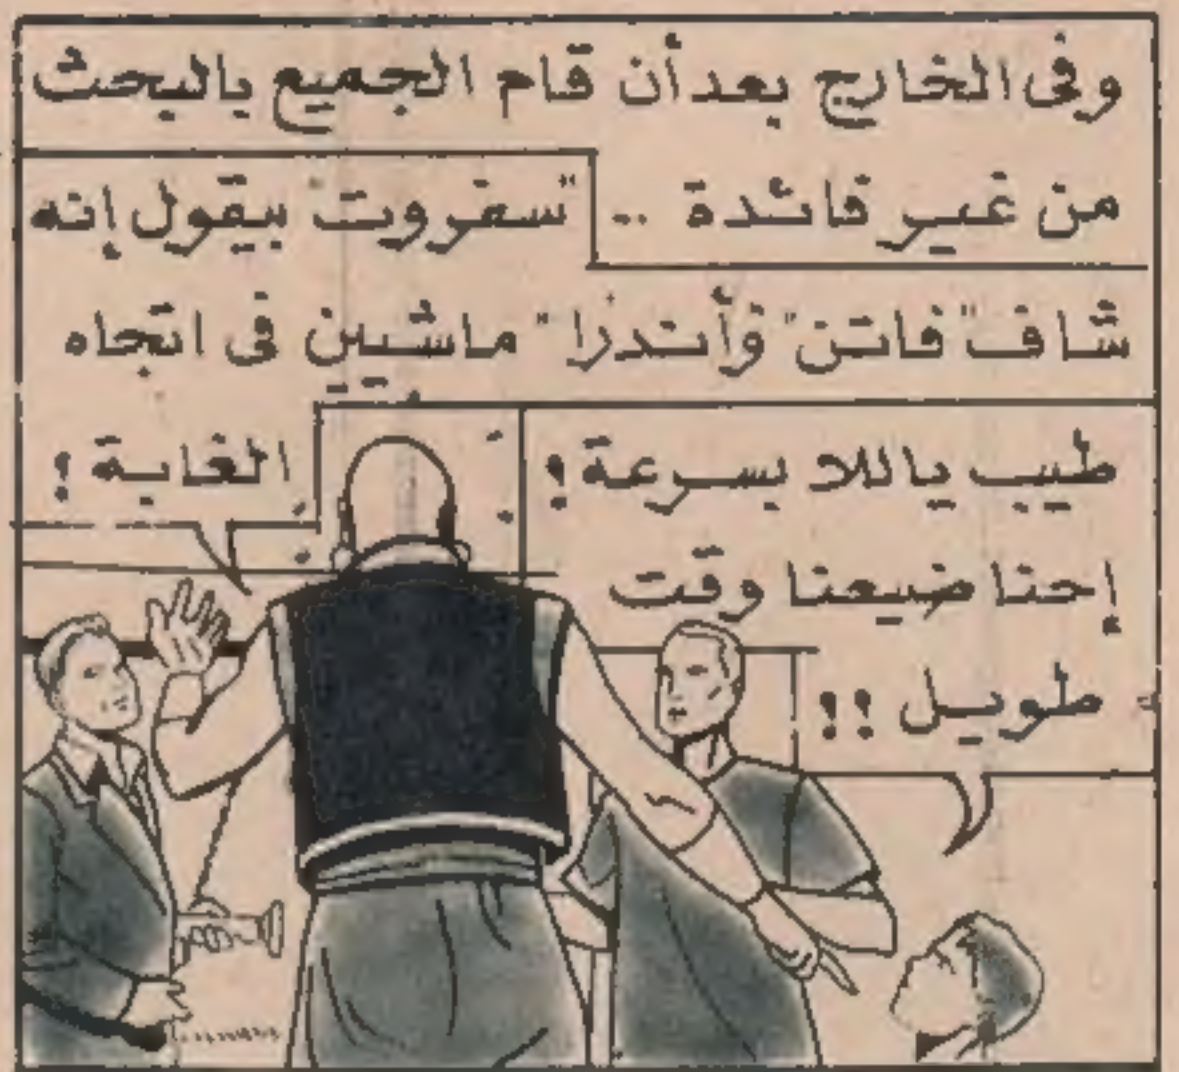 وفى الخارج بعد أن قام الجميع بالبحث
من غير فائدة ..
"سفروت" بيقول إنه
شاف "فاتن" و"أندرا" ماشيين فى اتجاه
الغابة !
طيب ياللا بسرعة !
إحنا ضيعنا وقت
طويل !!